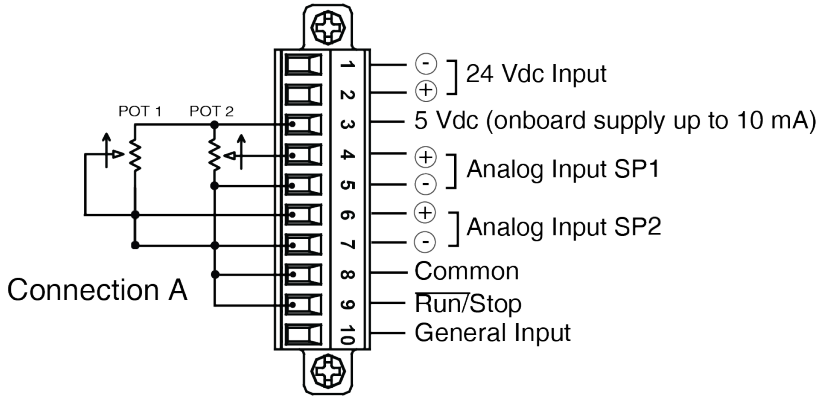 1 - 24 Vdc Input
2 +
POT 1 POT 2 3 5 Vdc (onboard supply up to 10 mA)
4 + Analog Input SP1
5 -
6 + Analog Input SP2
7 -
8 Common
Connection A
9 Run/Stop
10 General Input